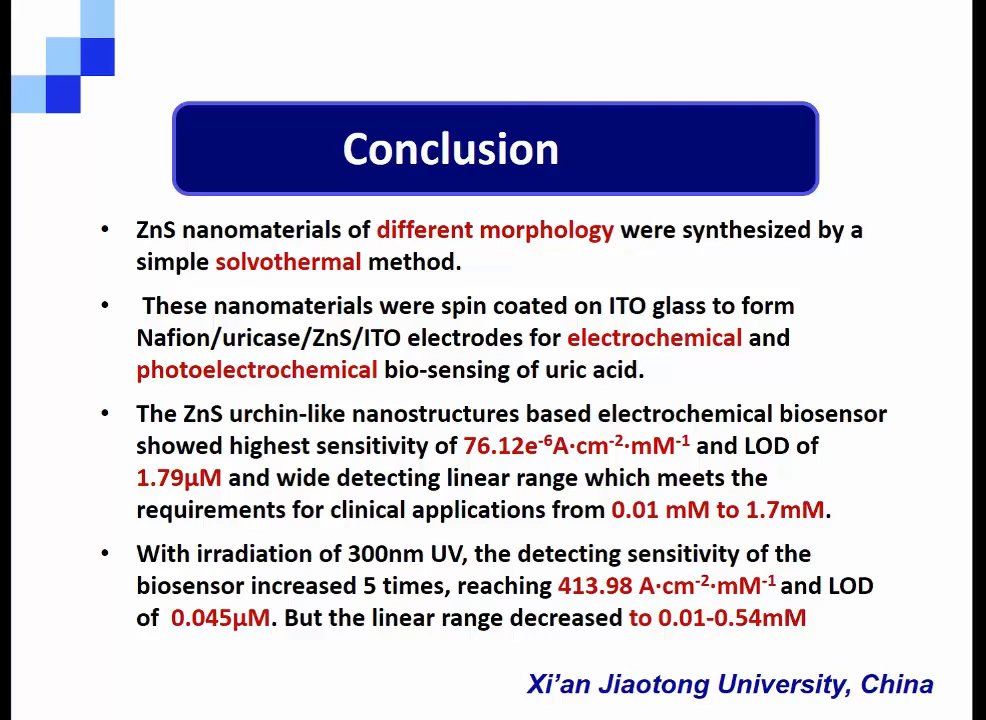 Conclusion
• ZnS nanomaterials of different morphology were synthesized by a
simple solvothermal method.
• These nanomaterials were spin coated on ITO glass to form
Nafion/uricase/ZnS/ITO electrodes for electrochemical and
photoelectrochemical bio-sensing of uric acid.
• The ZnS urchin-like nanostructures based electrochemical biosensor
showed highest sensitivity of 76.12e⁻⁶A·cm⁻²·mM⁻¹ and LOD of
1.79μM and wide detecting linear range which meets the
requirements for clinical applications from 0.01 mM to 1.7mM.
• With irradiation of 300nm UV, the detecting sensitivity of the
biosensor increased 5 times, reaching 413.98 A·cm⁻²·mM⁻¹ and LOD
of 0.045μM. But the linear range decreased to 0.01-0.54mM
Xi’an Jiaotong University, China